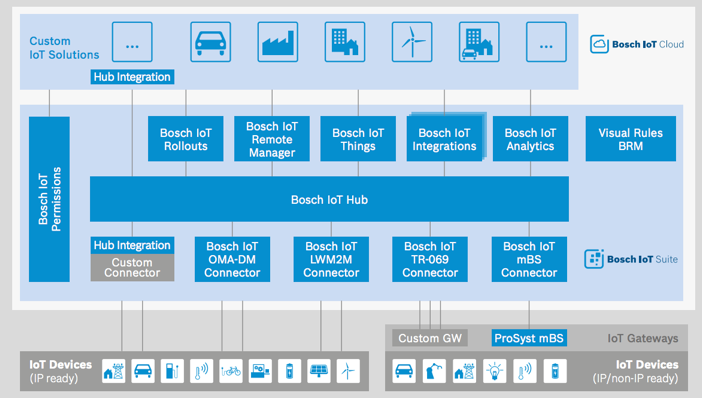 Custom
IoT Solutions
...
...
Bosch IoT Cloud
Hub Integration
Bosch IoT
Permissions
Bosch IoT
Rollouts
Bosch IoT
Remote
Manager
Bosch IoT
Things
Bosch IoT
Integrations
Bosch IoT
Analytics
Visual Rules
BRM
Bosch IoT Hub
Hub Integration
Custom
Connector
Bosch IoT
OMA-DM
Connector
Bosch IoT
LWM2M
Connector
Bosch IoT
TR-069
Connector
Bosch IoT
mBS
Connector
Bosch IoT Suite
Custom GW
ProSyst mBS
IoT Gateways
IoT Devices
(IP ready)
IoT Devices
(IP/non-IP ready)